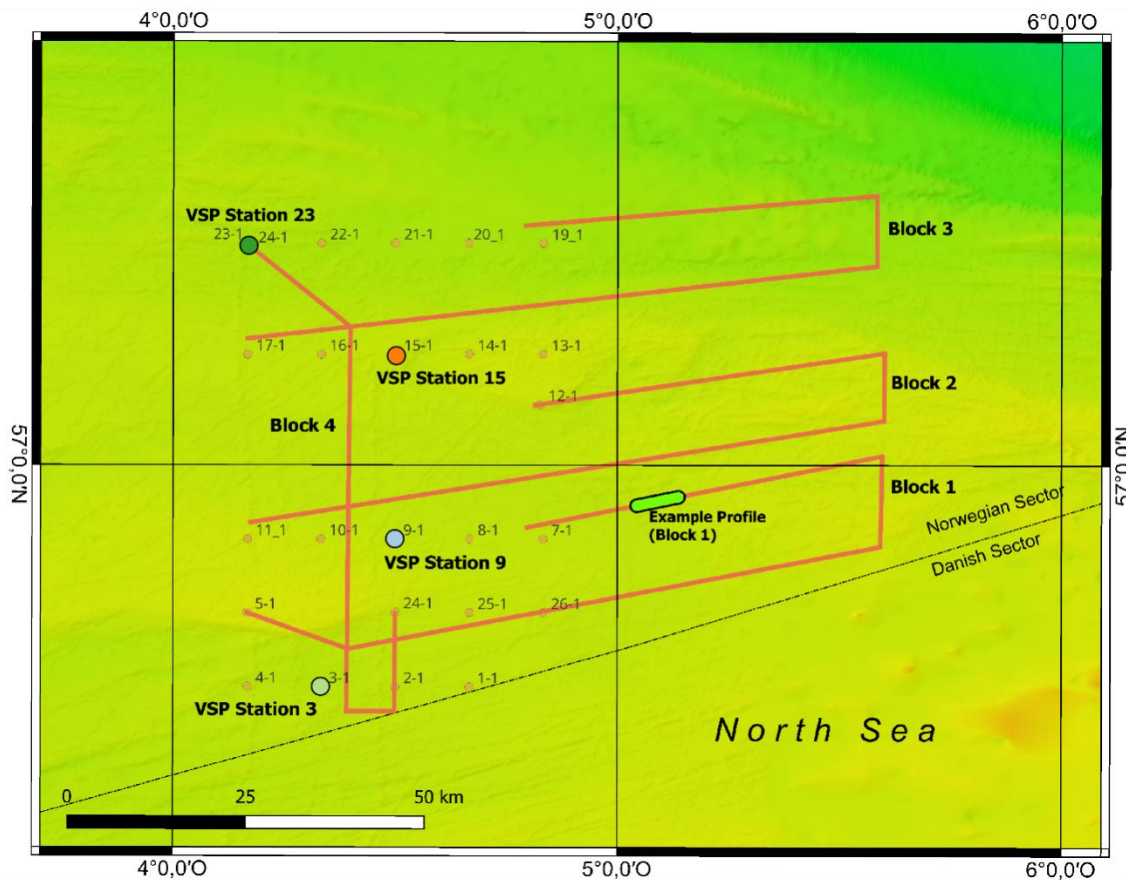 4°0,0′O 5°0,0′O 6°0,0′O
VSP Station 23
23-1 24-1 22-1 21-1 20_1 19_1
Block 3
17-1 16-1 15-1 14-1 13-1
VSP Station 15
Block 2
12-1
Block 4
57°0,0′N 57°0,0′N
Block 1
Example Profile
(Block 1)
Norwegian Sector
Danish Sector
11_1 10-1 9-1 8-1 7-1
VSP Station 9
5-1 24-1 25-1 26-1
4-1 3-1 2-1 1-1
VSP Station 3
North Sea
0 25 50 km
4°0,0′O 5°0,0′O 6°0,0′O